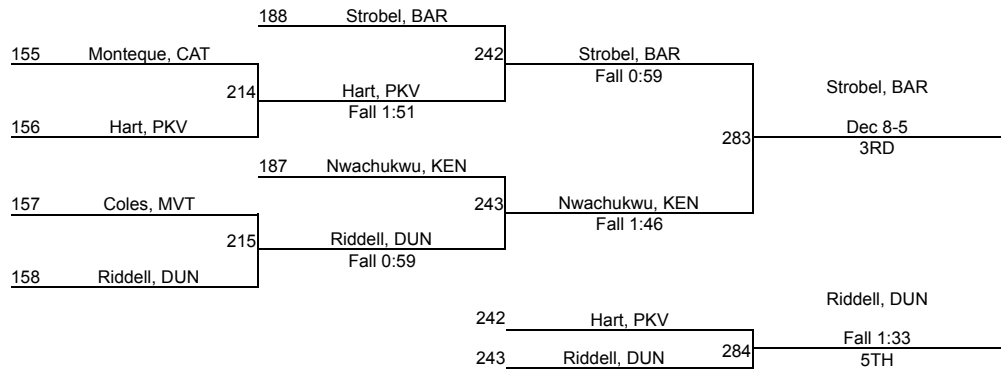 188 Strobel, BAR
155 Monteque, CAT 242 Strobel, BAR
Fall 0:59
Strobel, BAR
214 Hart, PKV
Fall 1:51
156 Hart, PKV 283 Dec 8-5
3RD
187 Nwachukwu, KEN
157 Coles, MVT 243 Nwachukwu, KEN
Fall 1:46
215 Riddell, DUN
Fall 0:59
158 Riddell, DUN
Riddell, DUN
242 Hart, PKV
Fall 1:33
243 Riddell, DUN 284 5TH